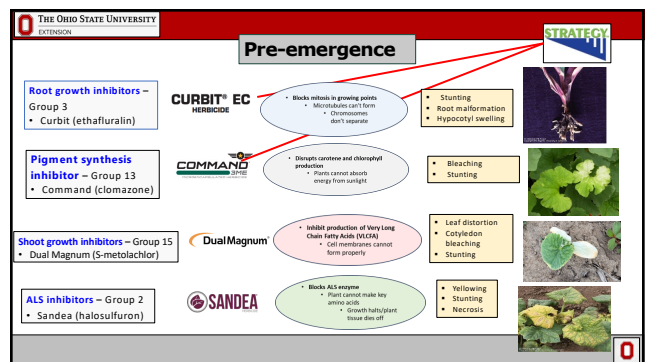 THE OHIO STATE UNIVERSITY
EXTENSION
Pre-emergence
STRATEGY
Root growth inhibitors –
Group 3
• Curbit (ethafluralin)
CURBIT® EC
HERBICIDE
• Blocks mitosis in growing points
• Microtubules can't form
• Chromosomes
don't separate
• Stunting
• Root malformation
• Hypocotyl swelling
Pigment synthesis
inhibitor – Group 13
• Command (clomazone)
COMMAND
3ME
• Disrupts carotene and chlorophyll
production
• Plants cannot absorb
energy from sunlight
• Bleaching
• Stunting
Shoot growth inhibitors – Group 15
• Dual Magnum (S-metolachlor)
Dual Magnum®
• Inhibit production of Very Long
Chain Fatty Acids (VLCFA)
• Cell membranes cannot
form properly
• Leaf distortion
• Cotyledon
bleaching
• Stunting
ALS inhibitors – Group 2
• Sandea (halosulfuron)
SANDEA
• Blocks ALS enzyme
• Plant cannot make key
amino acids
• Growth halts/plant
tissue dies off
• Yellowing
• Stunting
• Necrosis